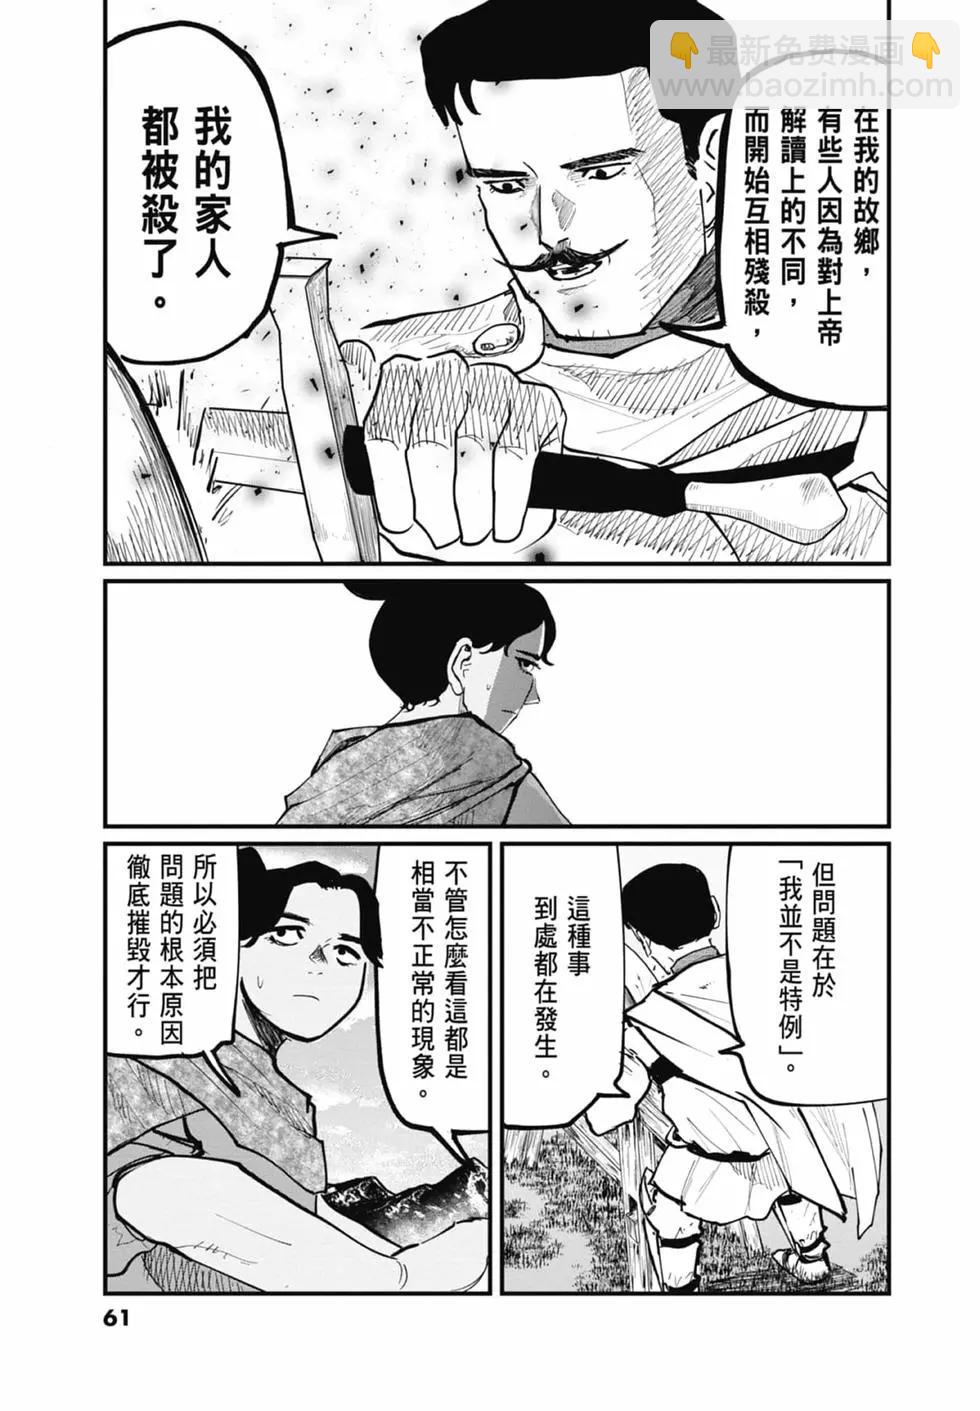 最新免费漫画
www.baozimh.com
在我的故鄉，
有些人因為對上帝
解讀上的不同，
而開始互相殘殺，
我的家人
都被殺了。
但問題在於
「我並不是特例」。
這種事
到處都在發生。
不管怎麼看這都是
相當不正常的現象。
所以必須把
問題的根本原因
徹底摧毀才行。
61